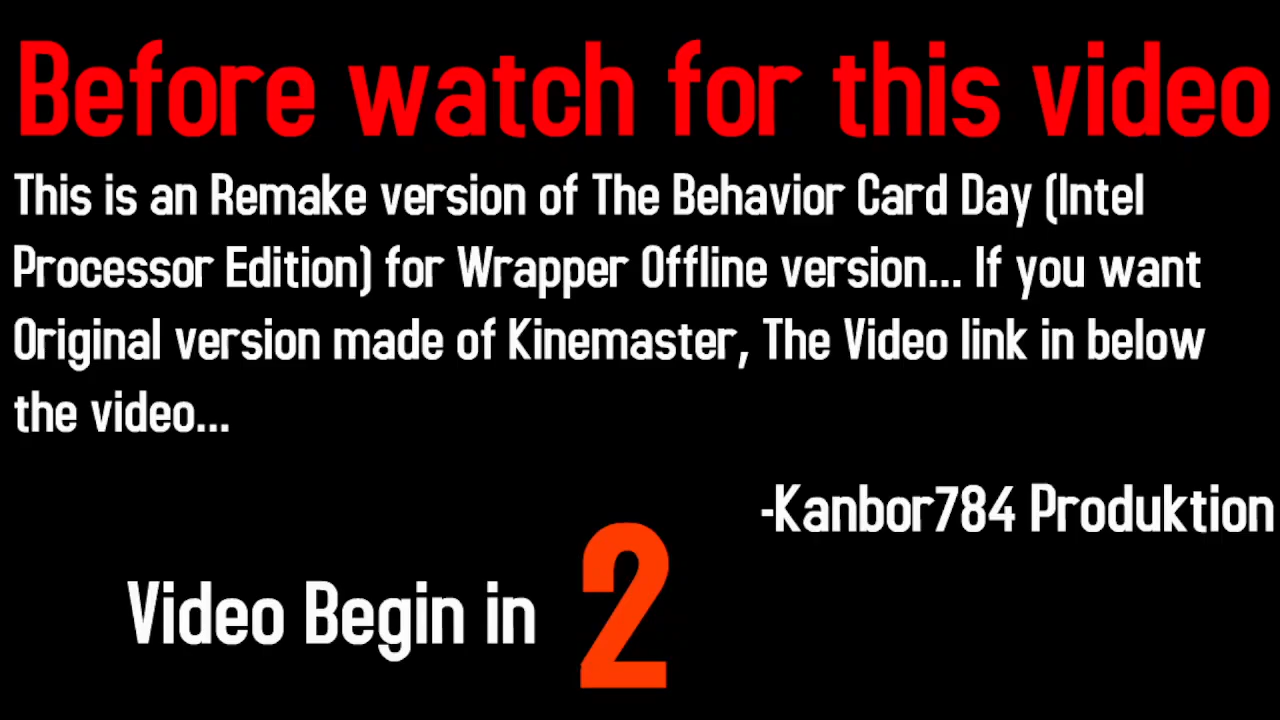 Before watch for this video
This is an Remake version of The Behavior Card Day (Intel
Processor Edition) for Wrapper Offline version... If you want
Original version made of Kinemaster, The Video link in below
the video...
-Kanbor784 Produktion
Video Begin in 2